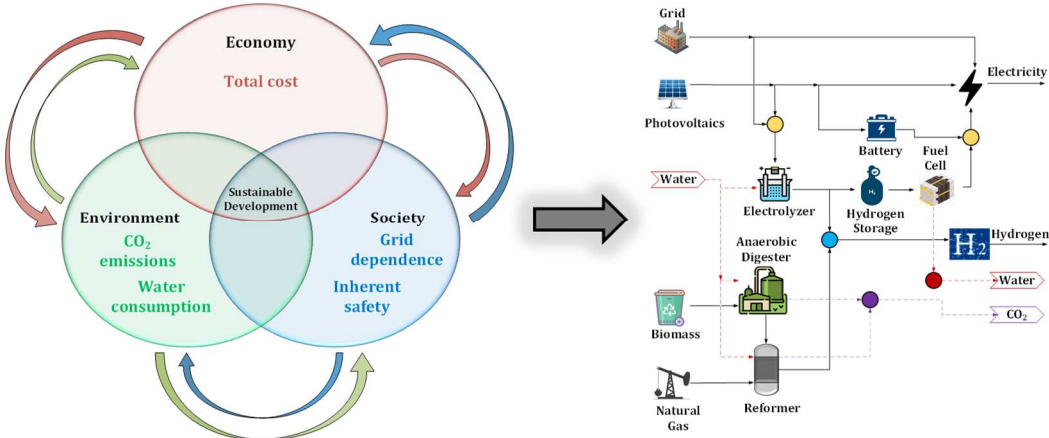 Economy
Total cost
Sustainable
Development
Environment
CO₂
emissions
Water
consumption
Society
Grid
dependence
Inherent
safety
Grid
Electricity
Photovoltaics
Battery
Fuel
Cell
Water
Electrolyzer
H₂
Hydrogen
Storage
H₂
Hydrogen
Anaerobic
Digester
Water
CO₂
Biomass
Natural
Gas
Reformer